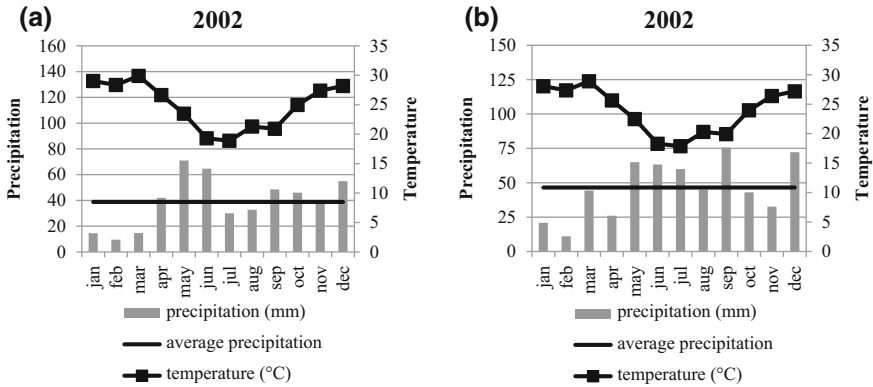 (a)
2002
Precipitation
160
140
120
100
80
60
40
20
0
35
30
25
20
15
10
5
0
Temperature
jan
feb
mar
apr
may
jun
jul
aug
sep
oct
nov
dec
precipitation (mm)
average precipitation
temperature (°C)
(b)
2002
Precipitation
150
125
100
75
50
25
0
35
30
25
20
15
10
5
0
Temperature
jan
feb
mar
apr
may
jun
jul
aug
sep
oct
nov
dec
precipitation (mm)
average precipitation
temperature (°C)